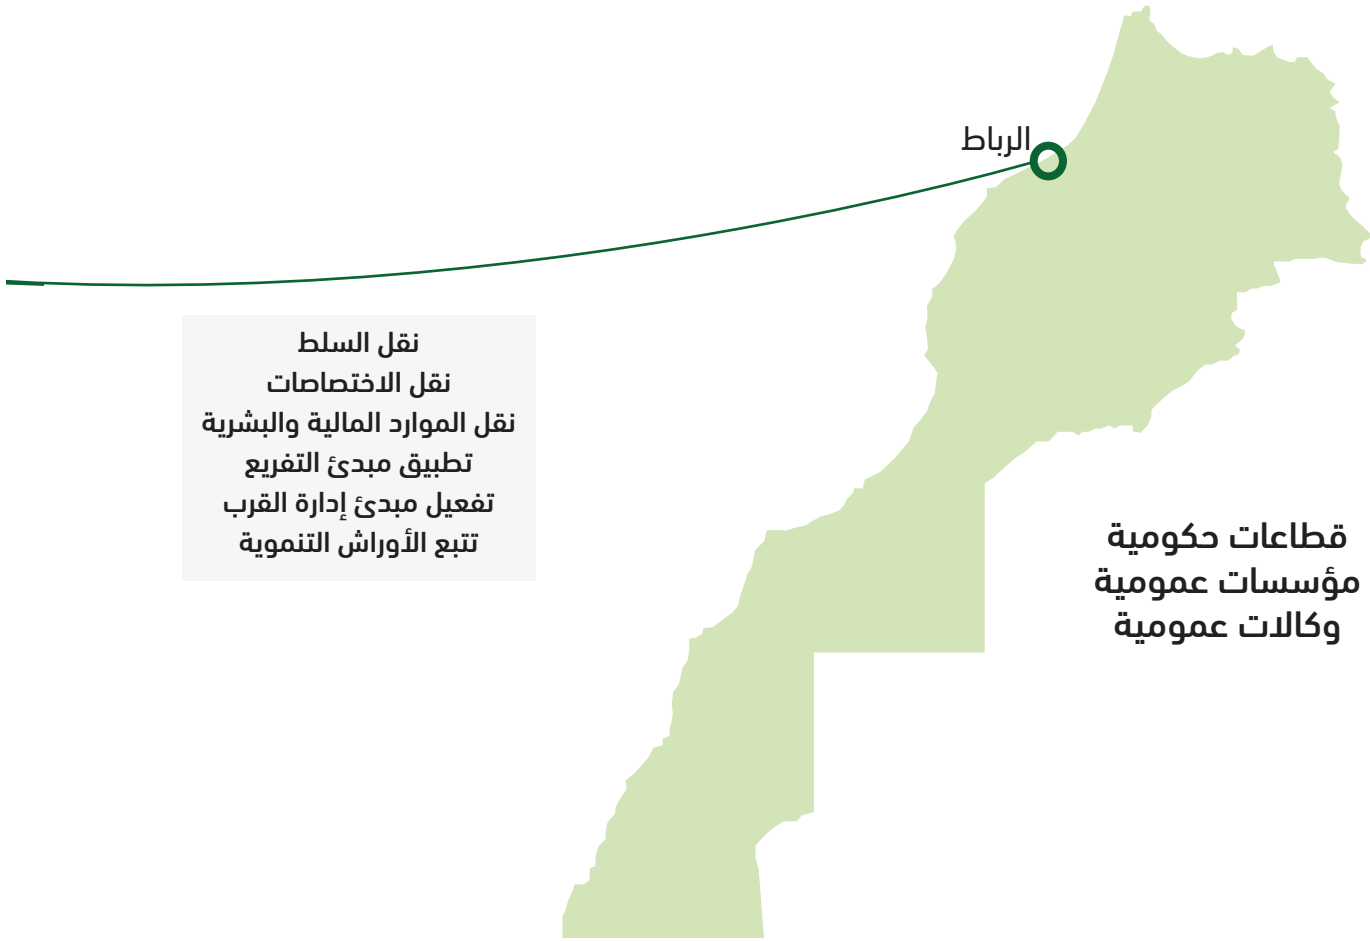 الرباط
نقل السلط
نقل الاختصاصات
نقل الموارد المالية والبشرية
تطبيق مبدئ التفريع
تفعيل مبدئ إدارة القرب
تتبع الأوراش التنموية
قطاعات حكومية
مؤسسات عمومية
وكالات عمومية